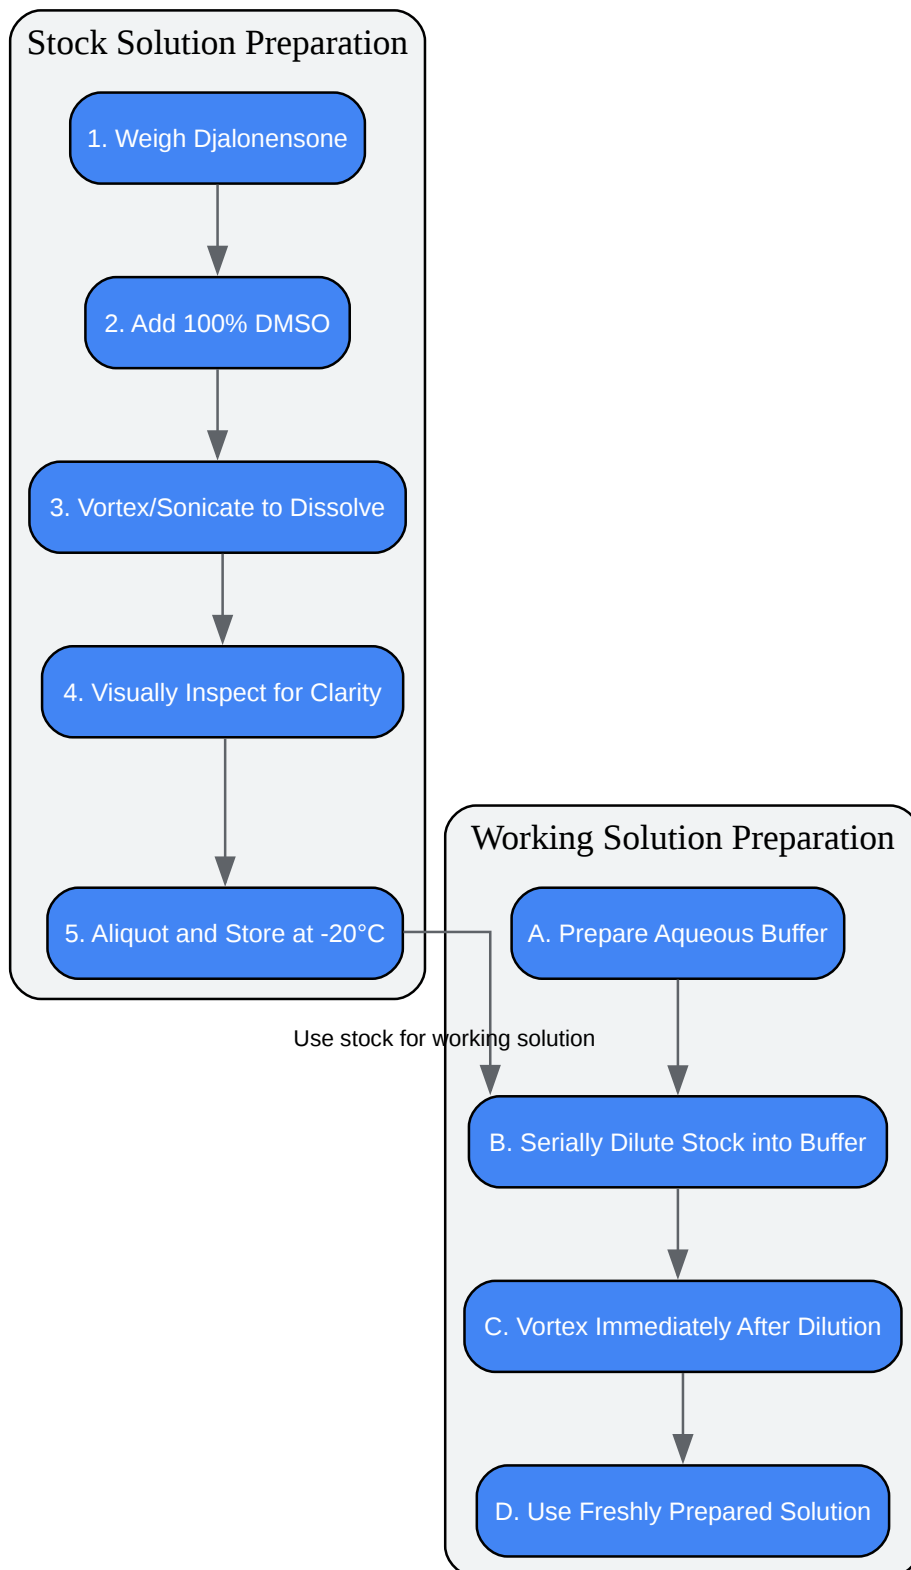 Stock Solution Preparation
1. Weigh Djalonensone
2. Add 100% DMSO
3. Vortex/Sonicate to Dissolve
4. Visually Inspect for Clarity
5. Aliquot and Store at -20°C
Use stock for working solution
Working Solution Preparation
A. Prepare Aqueous Buffer
B. Serially Dilute Stock into Buffer
C. Vortex Immediately After Dilution
D. Use Freshly Prepared Solution